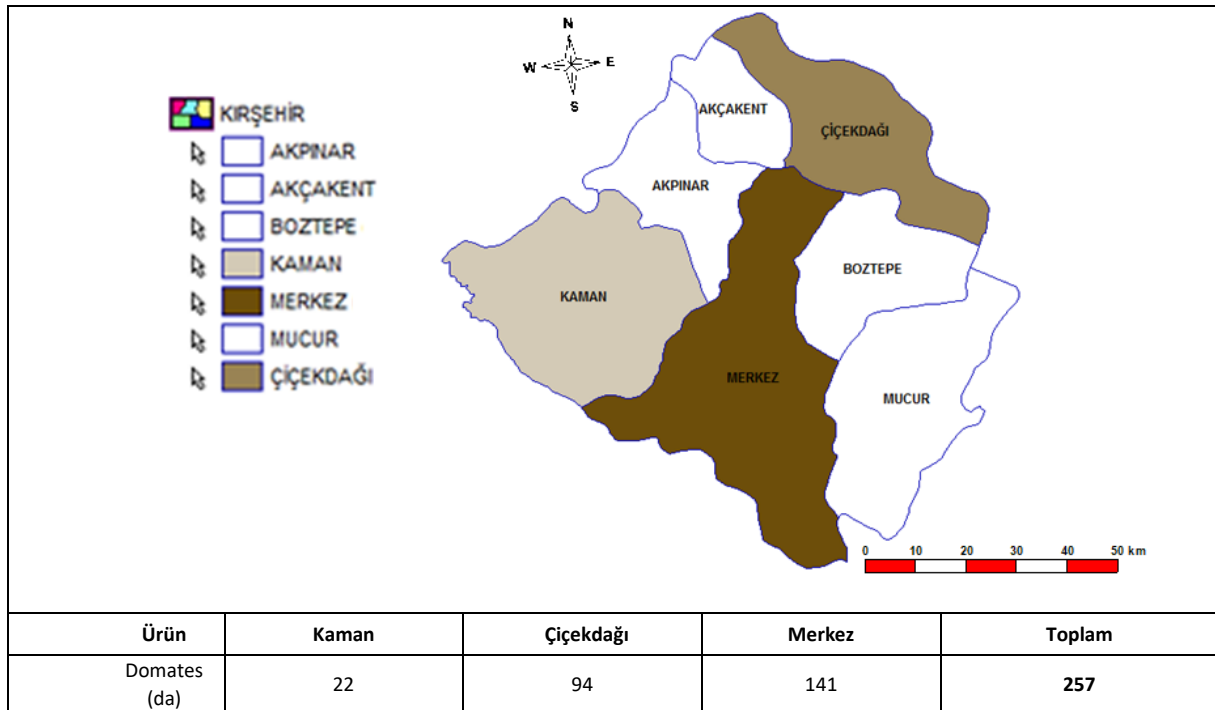 N
W E
S
KIRŞEHİR
AKPINAR
AKÇAKENT
BOZTEPE
KAMAN
MERKEZ
MUCUR
ÇİÇEKDAĞI
AKÇAKENT
ÇİÇEKDAĞI
AKPINAR
BOZTEPE
KAMAN
MERKEZ
MUCUR
0 10 20 30 40 50 km
Ürün Kaman Çiçekdağı Merkez Toplam
Domates
(da) 22 94 141 257